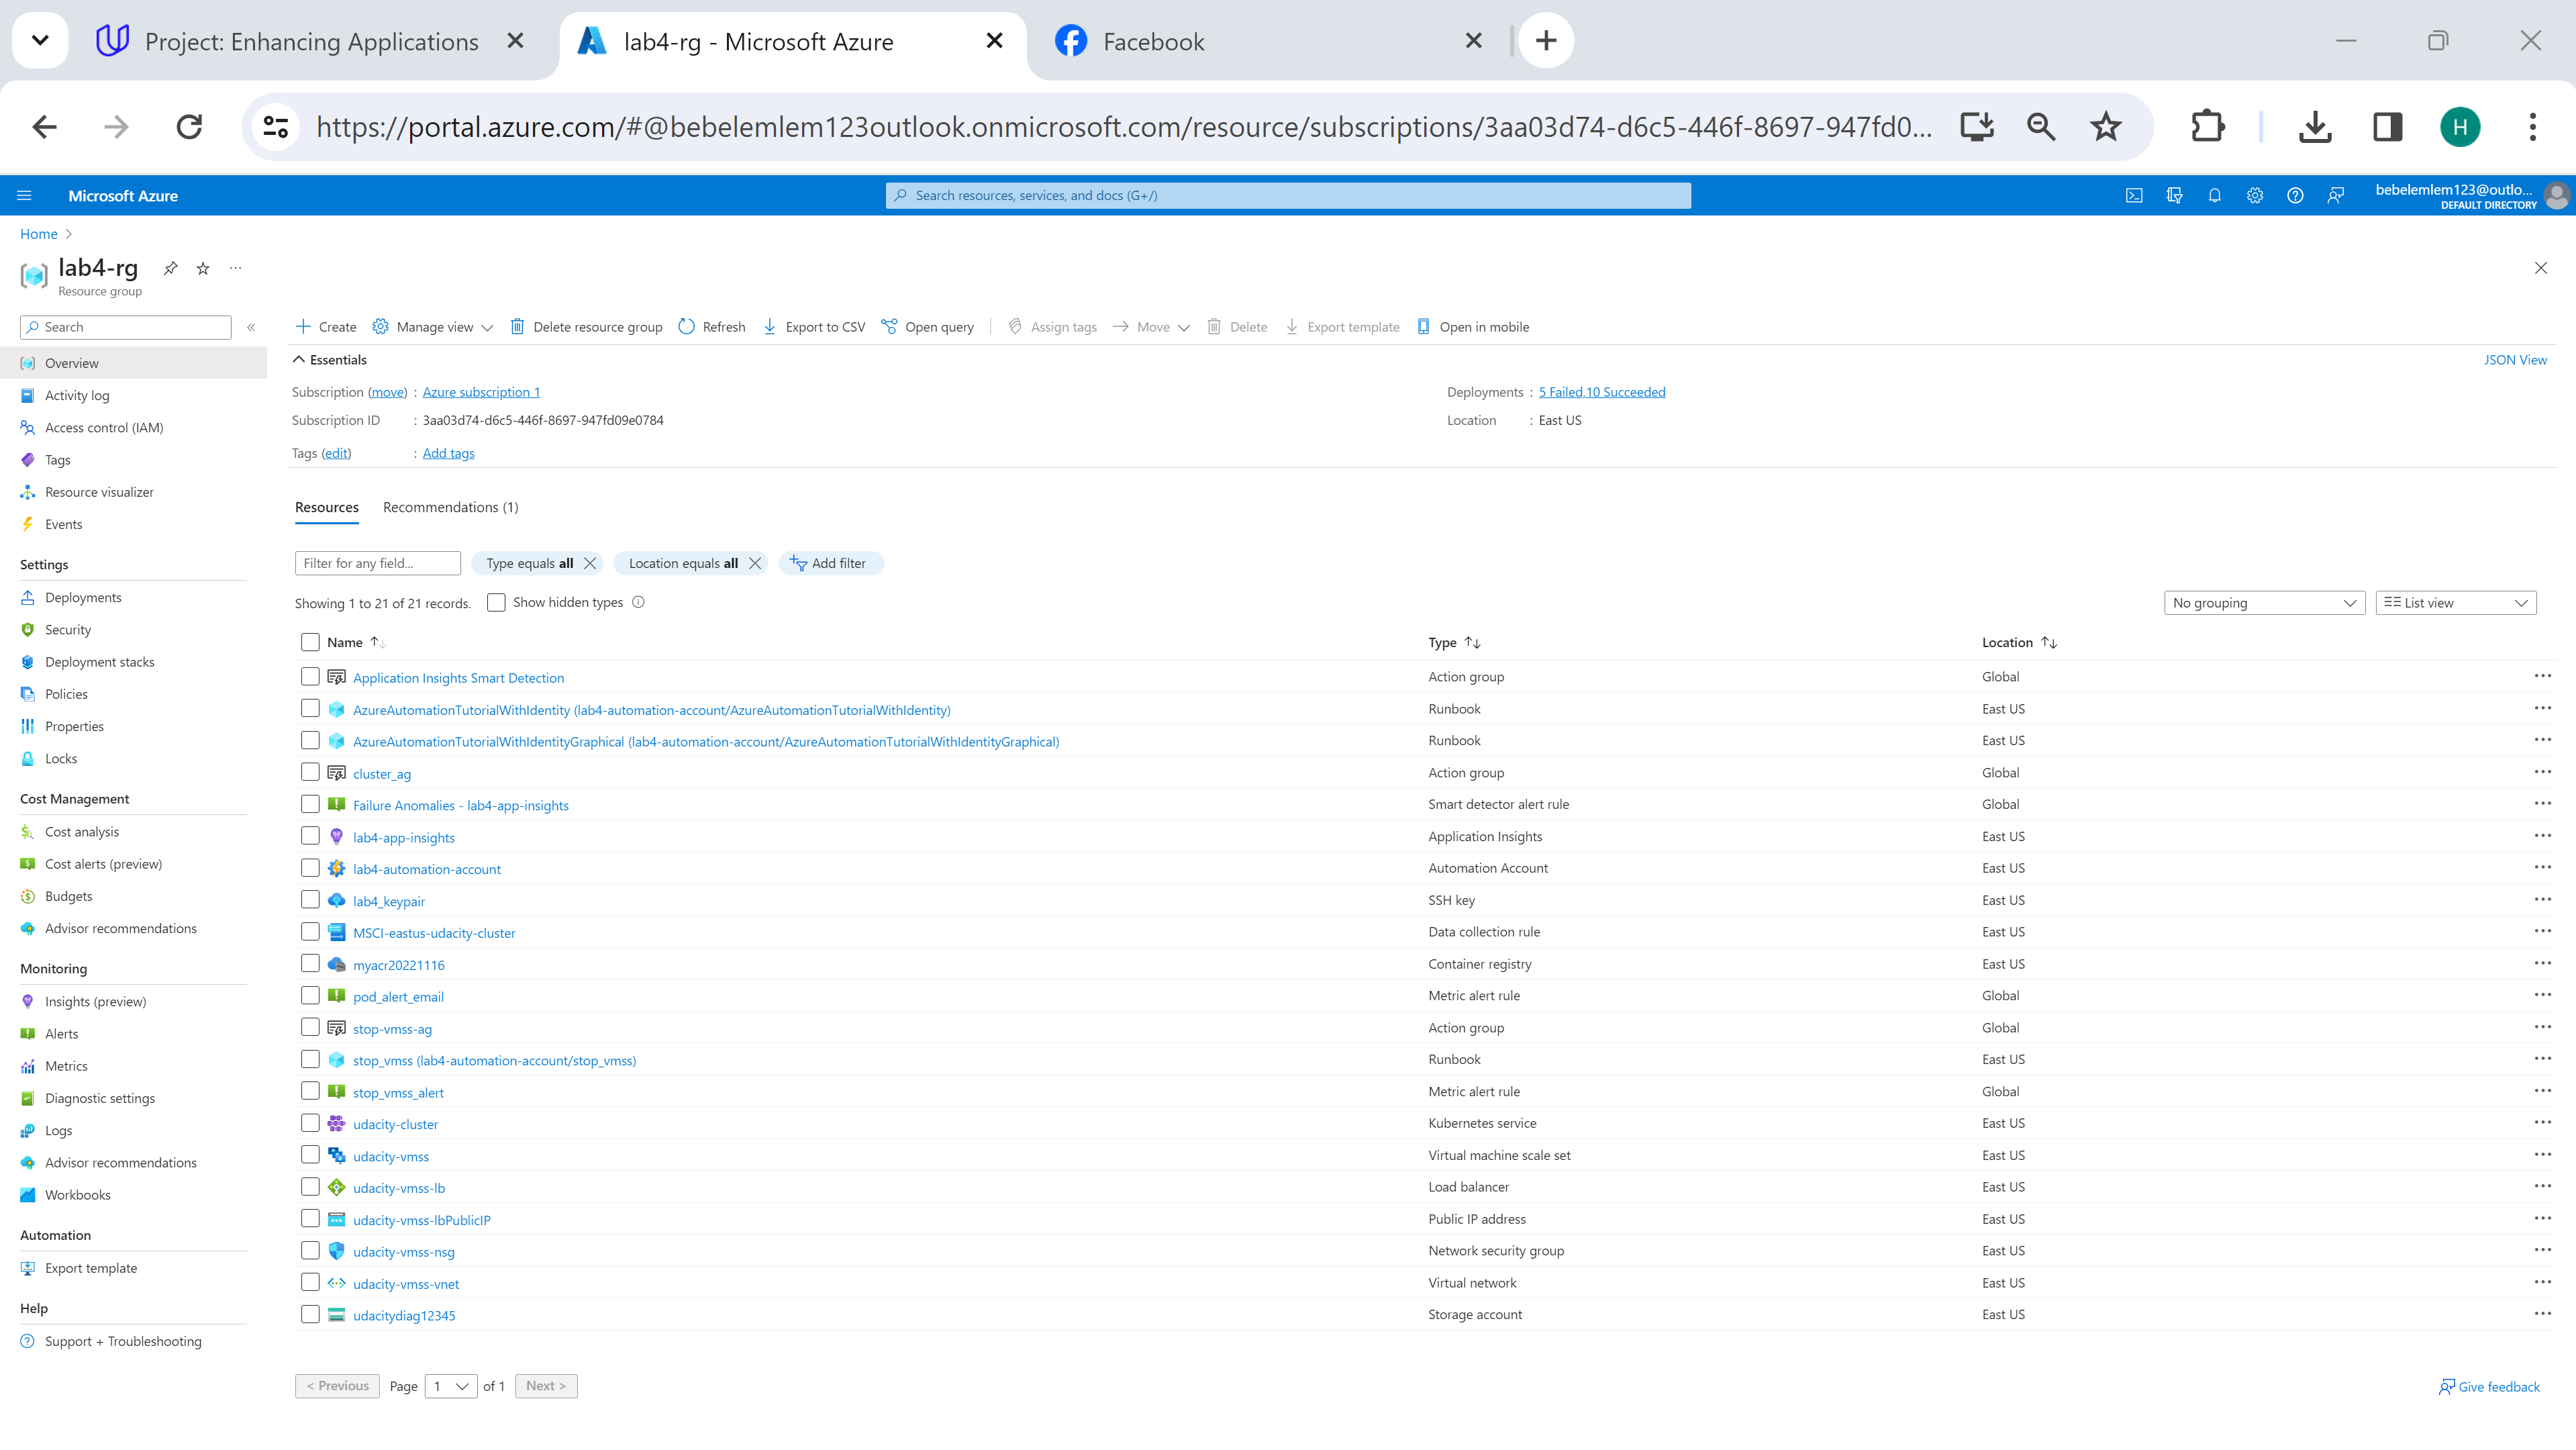 Project: Enhancing Applications
lab4-rg - Microsoft Azure
Facebook
https://portal.azure.com/#@bebelemlem123outlook.onmicrosoft.com/resource/subscriptions/3aa03d74-d6c5-446f-8697-947fd0...
H
Microsoft Azure
Search resources, services, and docs (G+/)
bebelemlem123@outlo...
DEFAULT DIRECTORY
Home
lab4-rg
Resource group
Search
Create
Manage view
Delete resource group
Refresh
Export to CSV
Open query
Assign tags
Move
Delete
Export template
Open in mobile
Overview
Activity log
Access control (IAM)
Tags
Resource visualizer
Events
Settings
Deployments
Security
Deployment stacks
Policies
Properties
Locks
Cost Management
Cost analysis
Cost alerts (preview)
Budgets
Advisor recommendations
Monitoring
Insights (preview)
Alerts
Metrics
Diagnostic settings
Logs
Advisor recommendations
Workbooks
Automation
Export template
Help
Support + Troubleshooting
Essentials
JSON View
Subscription (move) : Azure subscription 1
Deployments : 5 Failed,10 Succeeded
Subscription ID : 3aa03d74-d6c5-446f-8697-947fd09e0784
Location : East US
Tags (edit) : Add tags
Resources
Recommendations (1)
Filter for any field...
Type equals all
Location equals all
Add filter
Showing 1 to 21 of 21 records.
Show hidden types
No grouping
List view
Name Type Location
Application Insights Smart Detection Action group Global
AzureAutomationTutorialWithIdentity (lab4-automation-account/AzureAutomationTutorialWithIdentity) Runbook East US
AzureAutomationTutorialWithIdentityGraphical (lab4-automation-account/AzureAutomationTutorialWithIdentityGraphical) Runbook East US
cluster_ag Action group Global
Failure Anomalies - lab4-app-insights Smart detector alert rule Global
lab4-app-insights Application Insights East US
lab4-automation-account Automation Account East US
lab4_keypair SSH key East US
MSCI-eastus-udacity-cluster Data collection rule East US
myacr20221116 Container registry East US
pod_alert_email Metric alert rule Global
stop-vmss-ag Action group Global
stop_vmss (lab4-automation-account/stop_vmss) Runbook East US
stop_vmss_alert Metric alert rule Global
udacity-cluster Kubernetes service East US
udacity-vmss Virtual machine scale set East US
udacity-vmss-lb Load balancer East US
udacity-vmss-lbPublicIP Public IP address East US
udacity-vmss-nsg Network security group East US
udacity-vmss-vnet Virtual network East US
udacitydiag12345 Storage account East US
< Previous Page 1 of 1 Next >
Give feedback